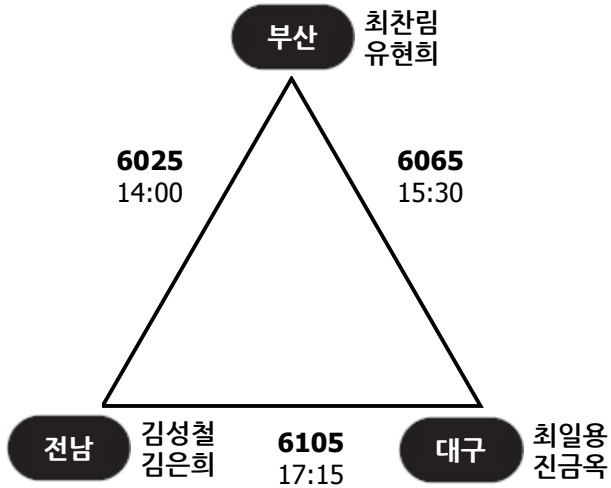 부산
최찬림
유현희
6025
14:00
6065
15:30
전남
김성철
김은희
6105
17:15
대구
최일용
진금옥